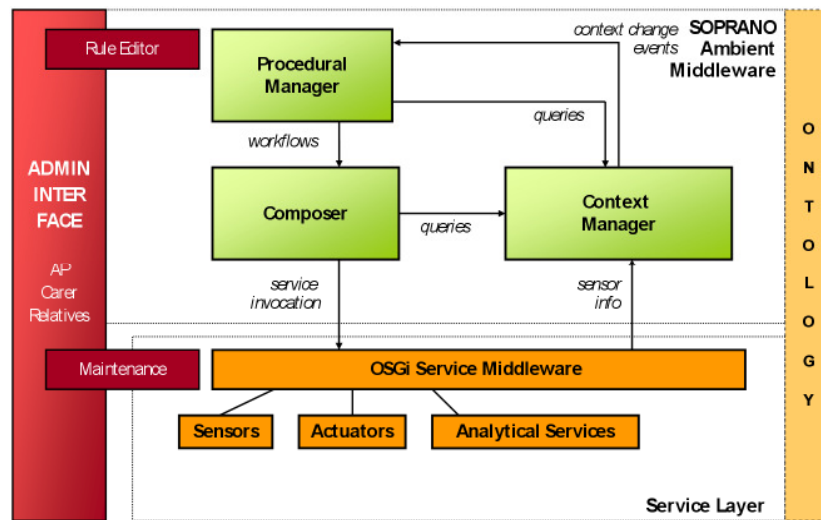 Rule Editor
context change
events
SOPRANO
Ambient
Middleware
Procedural
Manager
queries
workflows
ADMIN
INTER
FACE
AP
Carer
Relatives
Composer
queries
Context
Manager
service
invocation
sensor
info
Maintenance
OSGi Service Middleware
Sensors
Actuators
Analytical Services
Service Layer
O
N
T
O
L
O
G
Y